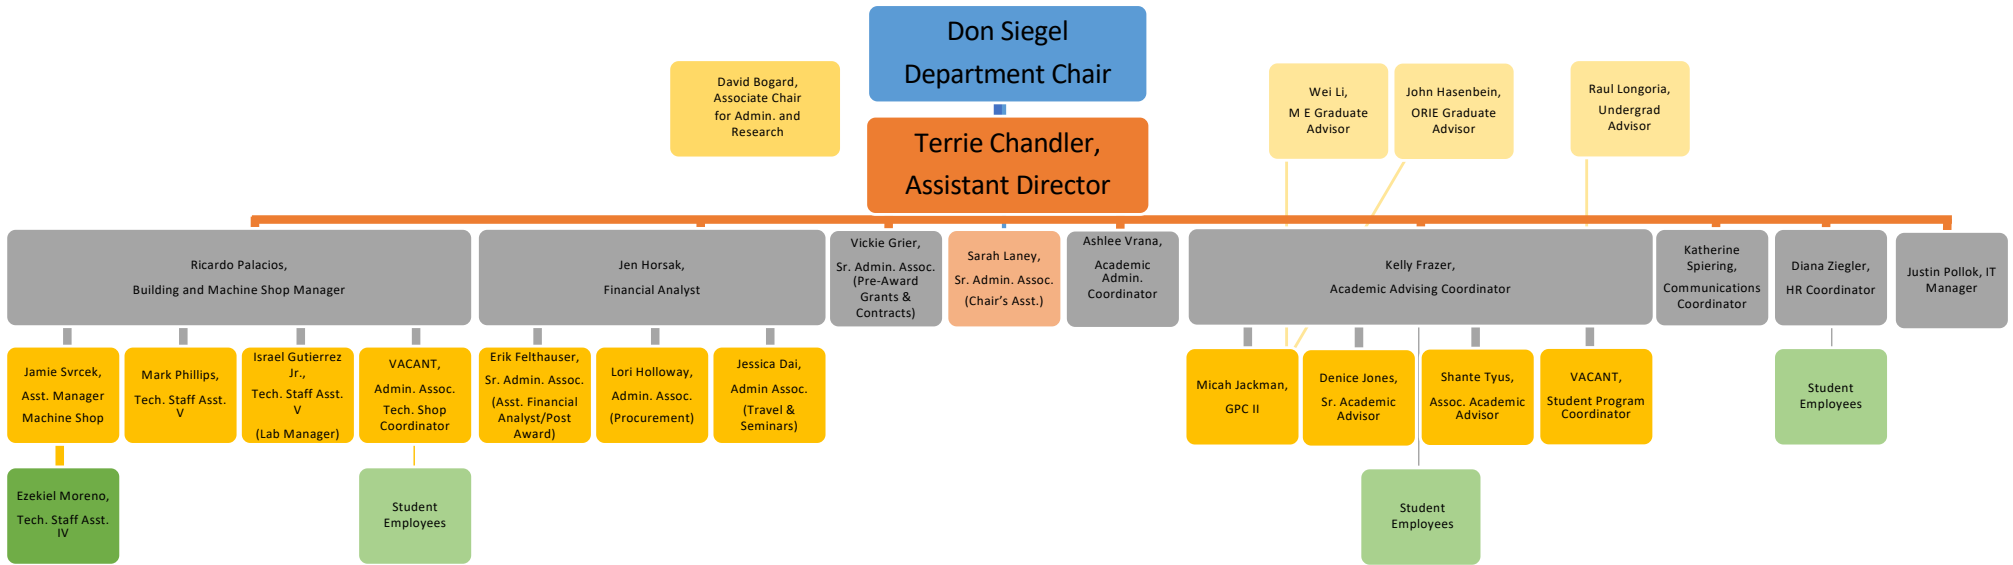 Don Siegel
Department Chair
David Bogard,
Associate Chair
for Admin. and
Research
Wei Li,
M E Graduate
Advisor
John Hasenbein,
ORIE Graduate
Advisor
Raul Longoria,
Undergrad
Advisor
Terrie Chandler,
Assistant Director
Ricardo Palacios,
Building and Machine Shop Manager
Jen Horsak,
Financial Analyst
Vickie Grier,
Sr. Admin. Assoc.
(Pre-Award
Grants &
Contracts)
Sarah Laney,
Sr. Admin. Assoc.
(Chair’s Asst.)
Ashlee Vrana,
Academic
Admin.
Coordinator
Kelly Frazer,
Academic Advising Coordinator
Katherine
Spiering,
Communications
Coordinator
Diana Ziegler,
HR Coordinator
Justin Pollok, IT
Manager
Jamie Svrcek,
Asst. Manager
Machine Shop
Mark Phillips,
Tech. Staff Asst.
V
Israel Gutierrez
Jr.,
Tech. Staff Asst.
V
(Lab Manager)
VACANT,
Admin. Assoc.
Tech. Shop
Coordinator
Erik Felthauser,
Sr. Admin. Assoc.
(Asst. Financial
Analyst/Post
Award)
Lori Holloway,
Admin. Assoc.
(Procurement)
Jessica Dai,
Admin Assoc.
(Travel &
Seminars)
Micah Jackman,
GPC II
Denice Jones,
Sr. Academic
Advisor
Shante Tyus,
Assoc. Academic
Advisor
VACANT,
Student Program
Coordinator
Student
Employees
Ezekiel Moreno,
Tech. Staff Asst.
IV
Student
Employees
Student
Employees